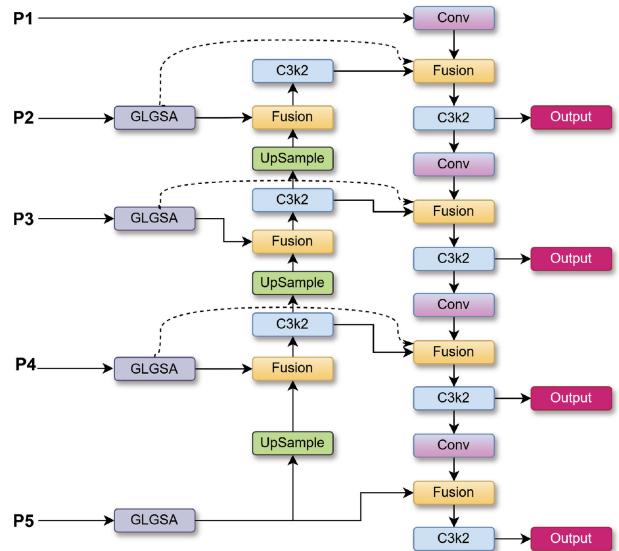 P1
Conv
C3k2
Fusion
P2
GLGSA
Fusion
C3k2
Output
UpSample
Conv
P3
GLGSA
C3k2
Fusion
Fusion
C3k2
Output
UpSample
Conv
C3k2
Fusion
P4
GLGSA
Fusion
C3k2
Output
UpSample
Conv
Fusion
P5
GLGSA
C3k2
Output